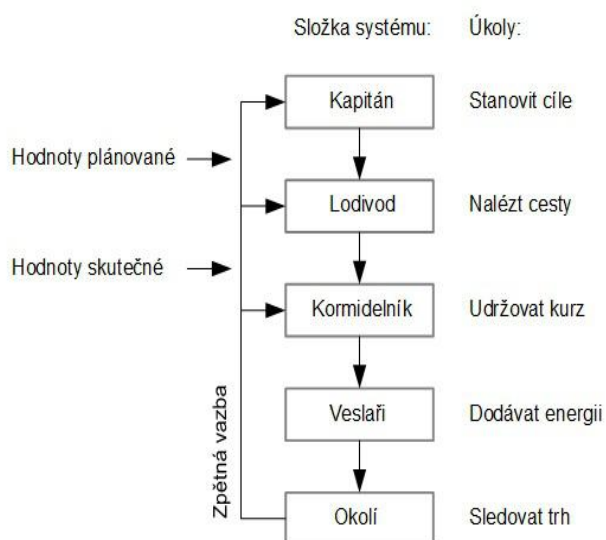 Složka systému: Úkoly:
Kapitán Stanovit cíle
Hodnoty plánované
Lodivod Nalézt cesty
Hodnoty skutečné
Kormidelník Udržovat kurz
Veslaři Dodávat energii
Zpětná vazba
Okolí Sledovat trh